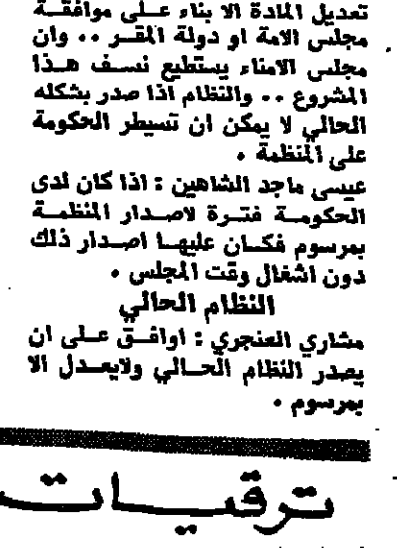 تعديل المادة الا بناء على موافقة
مجلس الامة او دولة المقر .. وان
مجلس الامناء يستطيع نسف هذا
المشروع .. والنظام اذا صدر بشكله
الحالي لا يمكن ان تسيطر الحكومة
على المنظمة .
عيسى ماجد الشاهين : اذا كان لدى
الحكومة فترة لاصدار المنظمة
بمرسوم فكان عليها اصدار ذلك
دون اشغال وقت المجلس .
النظام الحالي
مشاري العنجري : اوافق على ان
يصدر النظام الحالي ولايعدل الا
بمرسوم .
ترقيات